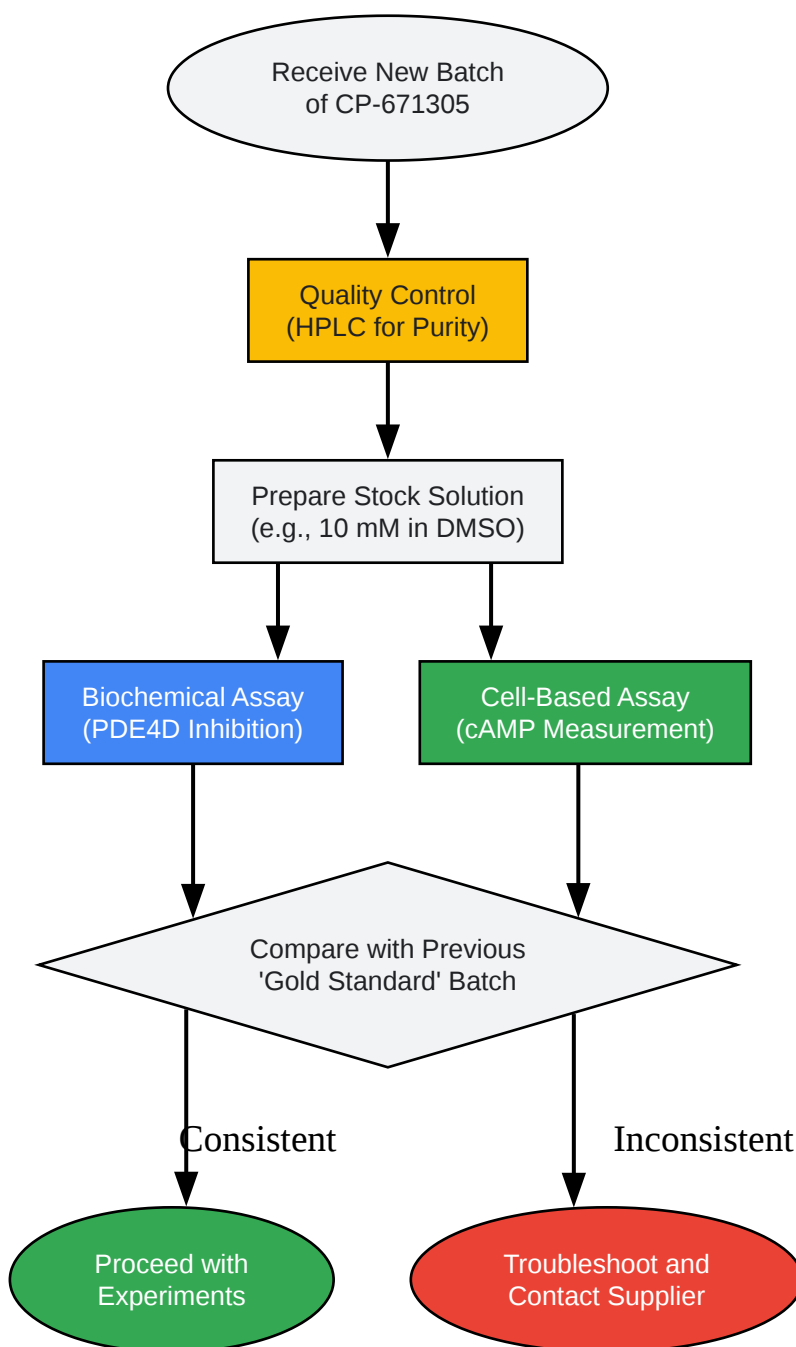 Receive New Batch
of CP-671305
Quality Control
(HPLC for Purity)
Prepare Stock Solution
(e.g., 10 mM in DMSO)
Biochemical Assay
(PDE4D Inhibition)
Cell-Based Assay
(cAMP Measurement)
Compare with Previous
'Gold Standard' Batch
Consistent
Inconsistent
Proceed with
Experiments
Troubleshoot and
Contact Supplier